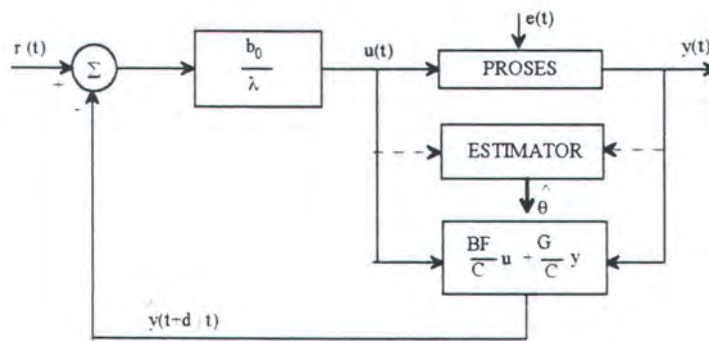 e(t)
r (t)
+
-
Σ
b₀
λ
u(t)
PROSES
y(t)
ESTIMATOR
θ̂
BF/C u + G/C y
ŷ(t+d | t)